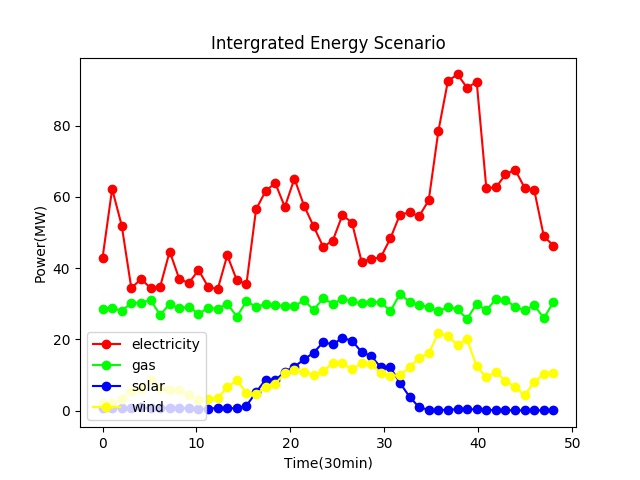 Intergrated Energy Scenario
Power(MW)
80
60
40
20
0
electricity
gas
solar
wind
0 10 20 30 40 50
Time(30min)